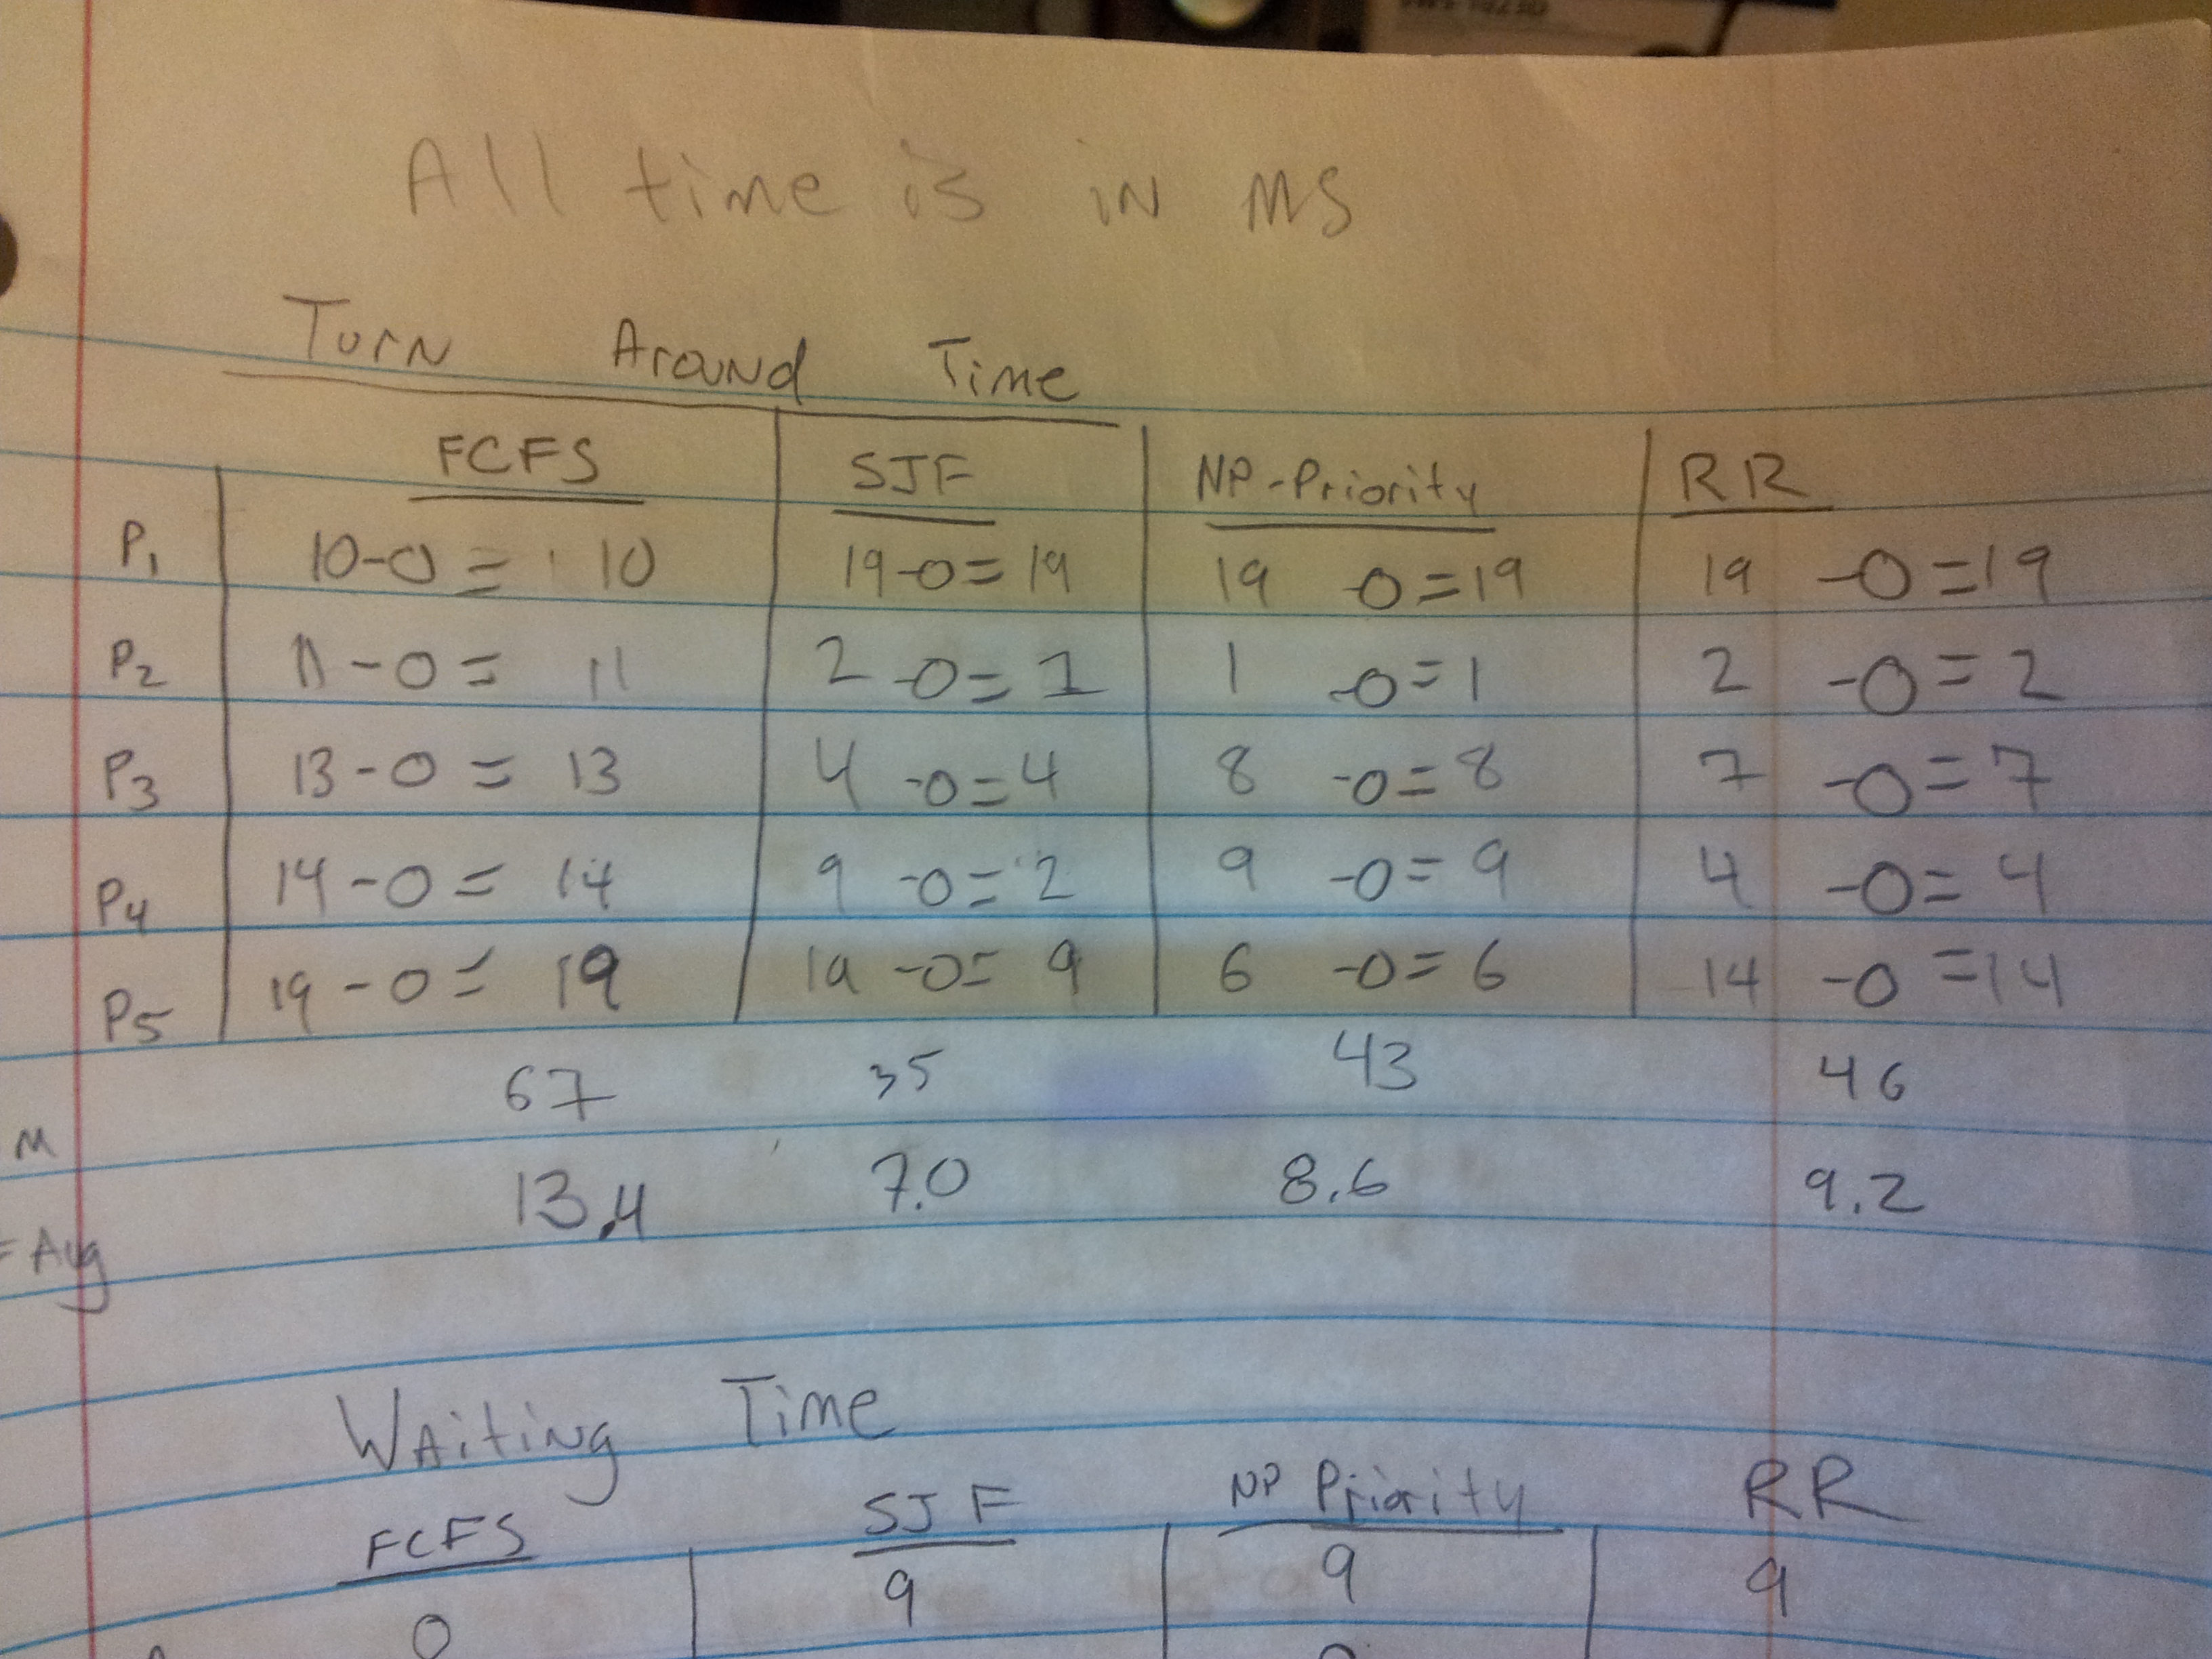 All time is in ms
Turn Around Time
FCFS SJF NP-Priority RR
P1 10-0= 10 19-0=19 19 -0=19 19 -0=19
P2 11-0= 11 2 -0=1 1 -0=1 2 -0=2
P3 13-0= 13 4 -0=4 8 -0=8 7 -0=7
P4 14-0= 14 9 -0=2 9 -0=9 4 -0=4
P5 19-0= 19 19 -0= 9 6 -0=6 14 -0=14
67 35 43 46
M
13.4 7.0 8.6 9.2
= Avg
Waiting Time
FCFS SJF NP Priority RR
0 9 9 9